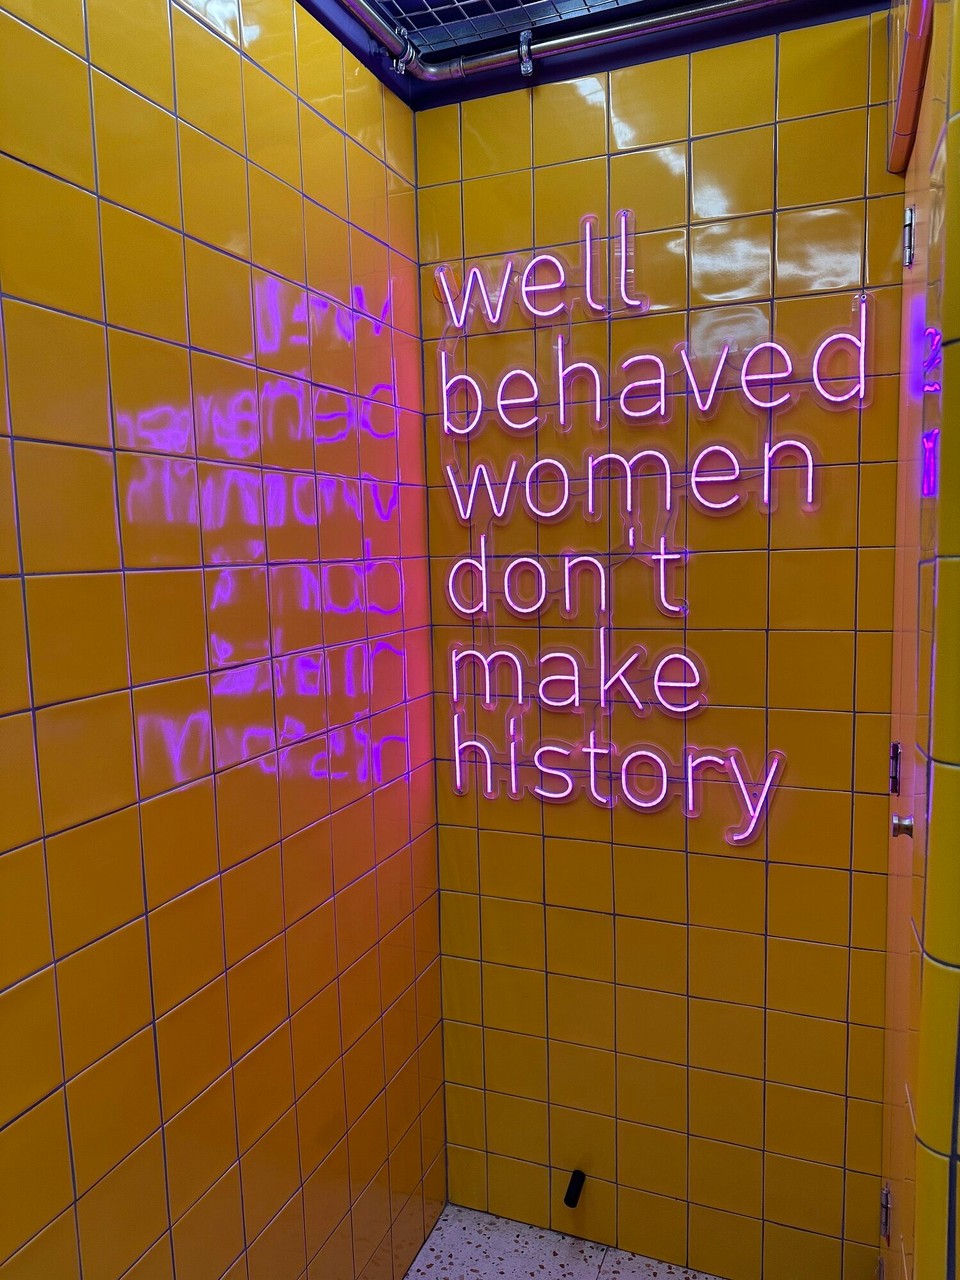 well
behaved
women
don't
make
history